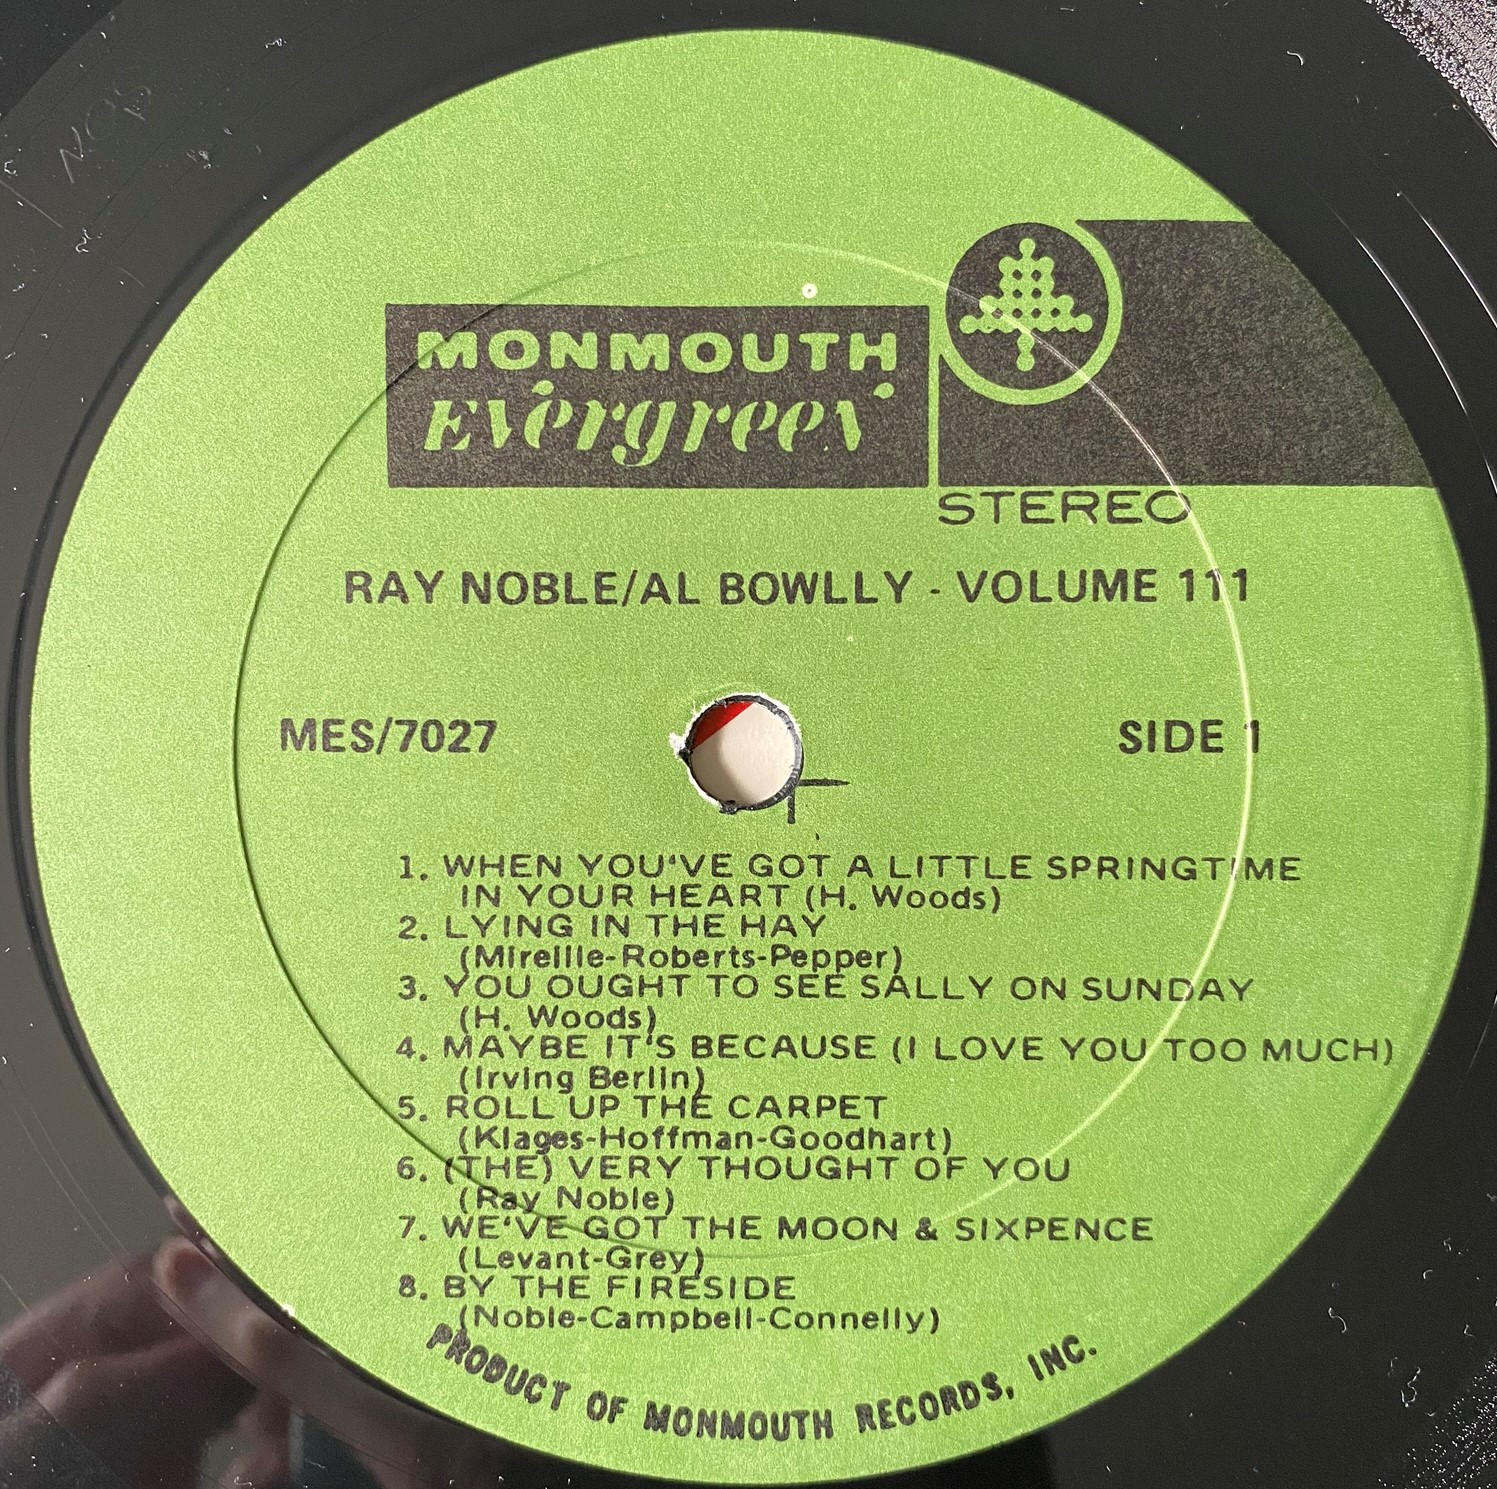 MONMOUTH
Evergreen
STEREO
RAY NOBLE/AL BOWLLY - VOLUME 111
MES/7027
SIDE 1
1. WHEN YOU'VE GOT A LITTLE SPRINGTIME
IN YOUR HEART (H. Woods)
2. LYING IN THE HAY
(Mireille-Roberts-Pepper)
3. YOU OUGHT TO SEE SALLY ON SUNDAY
(H. Woods)
4. MAYBE IT'S BECAUSE (I LOVE YOU TOO MUCH)
(Irving Berlin)
5. ROLL UP THE CARPET
(Klages-Hoffman-Goodhart)
6. (THE) VERY THOUGHT OF YOU
(Ray Noble)
7. WE'VE GOT THE MOON & SIXPENCE
(Levant-Grey)
8. BY THE FIRESIDE
(Noble-Campbell-Connelly)
PRODUCT OF MONMOUTH RECORDS, INC.